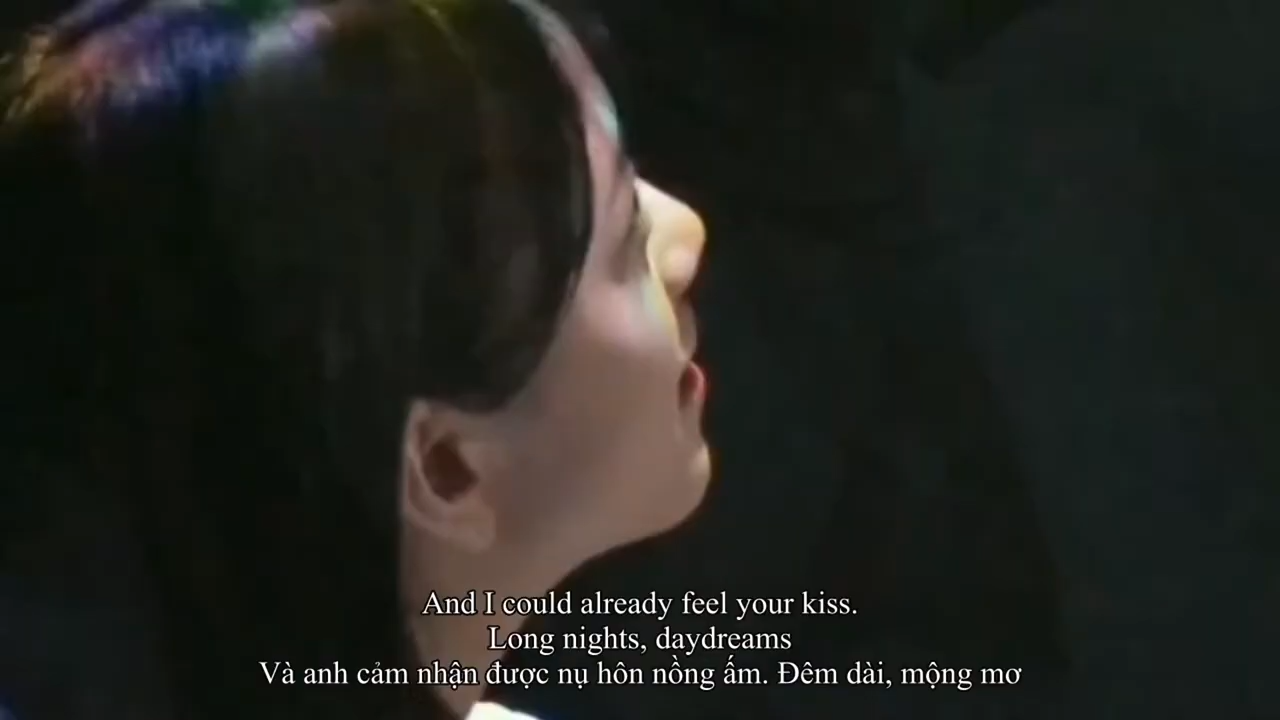 And I could already feel your kiss.
Long nights, daydreams
Và anh cảm nhận được nụ hôn nồng ấm. Đêm dài, mộng mơ